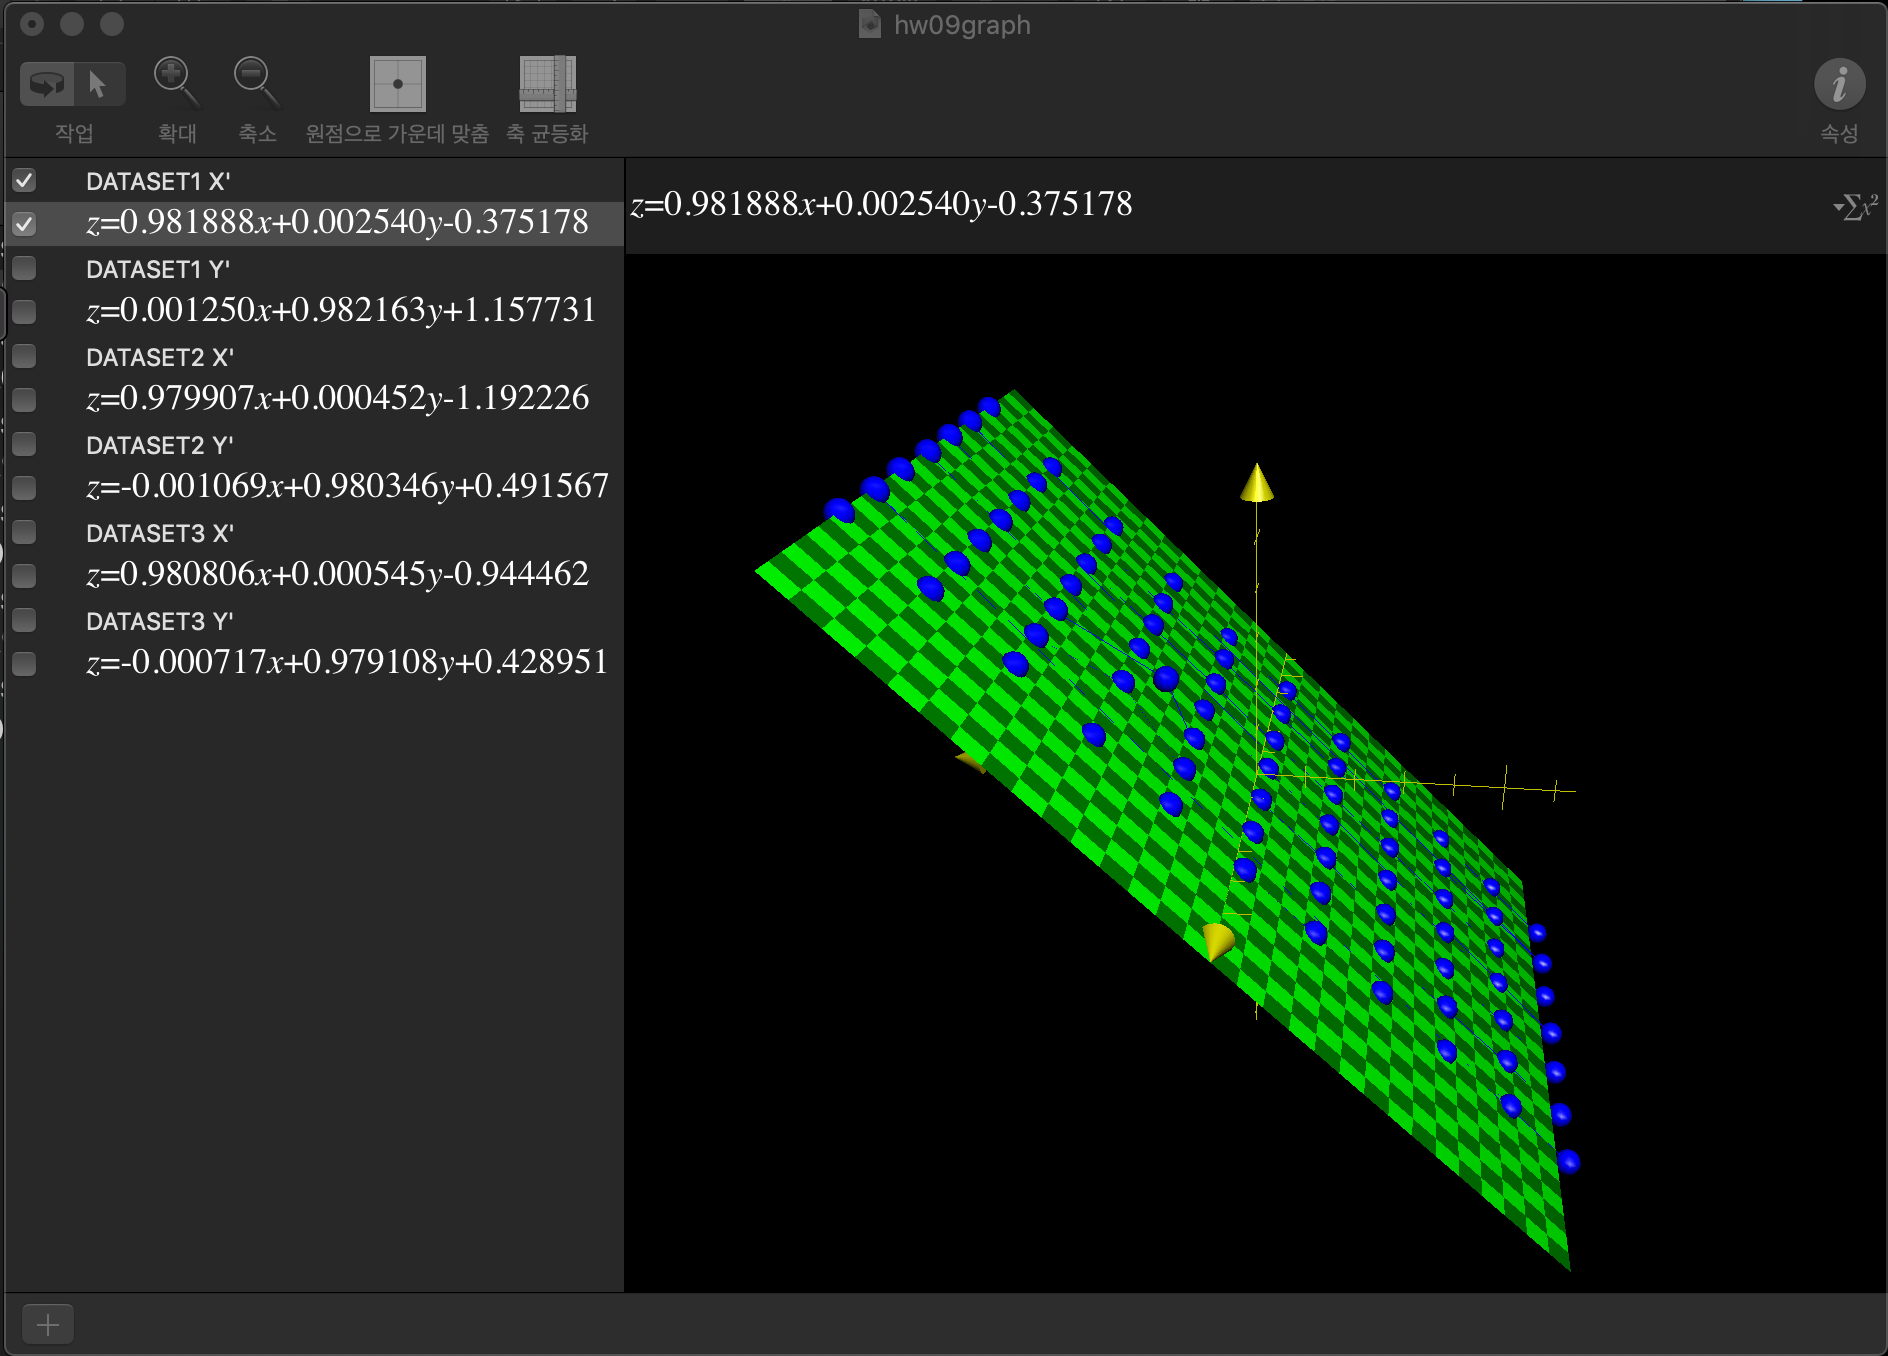 hw09graph
작업
확대
축소
원점으로 가운데 맞춤
축 균등화
속성
DATASET1 X'
z=0.981888x+0.002540y-0.375178
DATASET1 Y'
z=0.001250x+0.982163y+1.157731
DATASET2 X'
z=0.979907x+0.000452y-1.192226
DATASET2 Y'
z=-0.001069x+0.980346y+0.491567
DATASET3 X'
z=0.980806x+0.000545y-0.944462
DATASET3 Y'
z=-0.000717x+0.979108y+0.428951
z=0.981888x+0.002540y-0.375178
∑x²